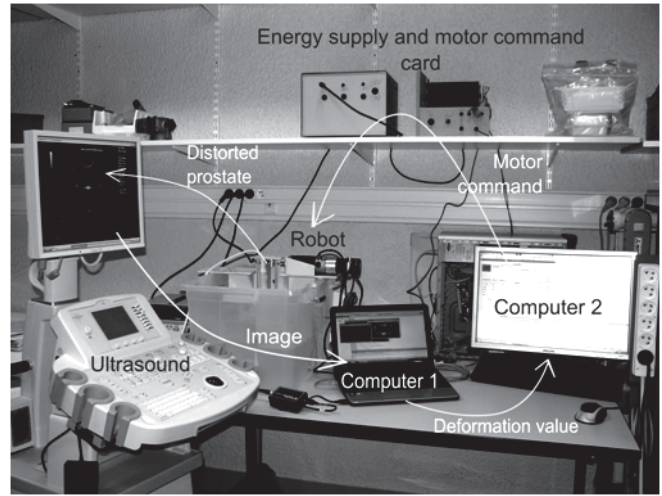 Energy supply and motor command
card
Distorted
prostate
Motor
command
Robot
Computer 2
Image
Ultrasound
Computer 1
Deformation value